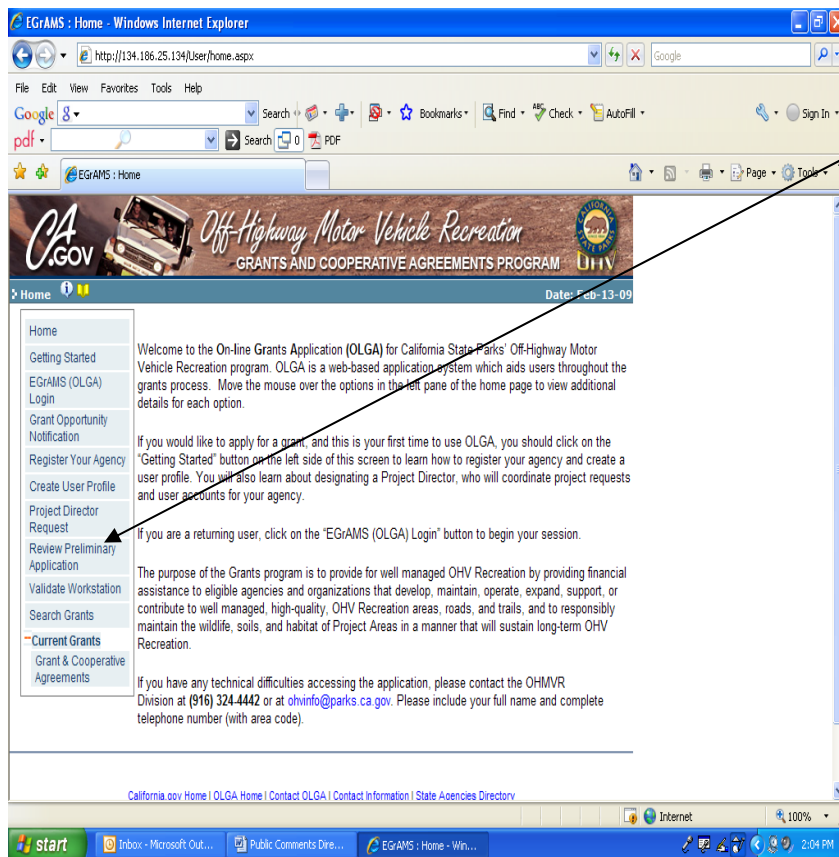 EGrAMS : Home - Windows Internet Explorer
http://134.186.25.134/User/home.aspx
Google
File Edit View Favorites Tools Help
Google Search Bookmarks Find Check AutoFill Sign In
pdf Search 0 PDF
EGrAMS : Home Page Tools
CA.GOV
Off-Highway Motor Vehicle Recreation
GRANTS AND COOPERATIVE AGREEMENTS PROGRAM
CALIFORNIA
STATE PARKS
OHV
Home Date: Feb-13-09
Home
Getting Started
EGrAMS (OLGA)
Login
Grant Opportunity
Notification
Register Your Agency
Create User Profile
Project Director
Request
Review Preliminary
Application
Validate Workstation
Search Grants
Current Grants
Grant & Cooperative
Agreements
Welcome to the On-line Grants Application (OLGA) for California State Parks' Off-Highway Motor
Vehicle Recreation program. OLGA is a web-based application system which aids users throughout the
grants process. Move the mouse over the options in the left pane of the home page to view additional
details for each option.
If you would like to apply for a grant, and this is your first time to use OLGA, you should click on the
"Getting Started" button on the left side of this screen to learn how to register your agency and create a
user profile. You will also learn about designating a Project Director, who will coordinate project requests
and user accounts for your agency.
If you are a returning user, click on the "EGrAMS (OLGA) Login" button to begin your session.
The purpose of the Grants program is to provide for well managed OHV Recreation by providing financial
assistance to eligible agencies and organizations that develop, maintain, operate, expand, support, or
contribute to well managed, high-quality, OHV Recreation areas, roads, and trails, and to responsibly
maintain the wildlife, soils, and habitat of Project Areas in a manner that will sustain long-term OHV
Recreation.
If you have any technical difficulties accessing the application, please contact the OHMVR
Division at (916) 324-4442 or at ohvinfo@parks.ca.gov. Please include your full name and complete
telephone number (with area code).
California.gov Home | OLGA Home | Contact OLGA | Contact Information | State Agencies Directory
Internet 100%
start Inbox - Microsoft Out... Public Comments Dire... EGrAMS : Home - Win... 2:04 PM